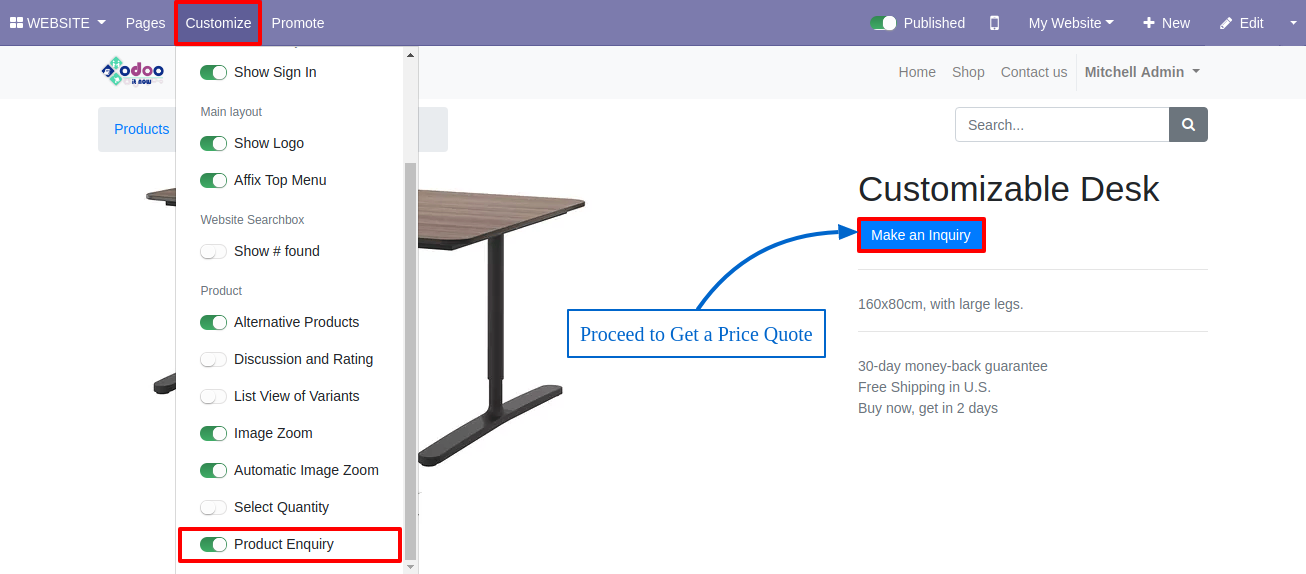 WEBSITE Pages Customize Promote Published My Website New Edit
odoo
Home Shop Contact us Mitchell Admin
Show Sign In
Main layout
Show Logo
Affix Top Menu
Website Searchbox
Show # found
Product
Alternative Products
Discussion and Rating
List View of Variants
Image Zoom
Automatic Image Zoom
Select Quantity
Product Enquiry
Products
Search...
Customizable Desk
Make an Inquiry
Proceed to Get a Price Quote
160x80cm, with large legs.
30-day money-back guarantee
Free Shipping in U.S.
Buy now, get in 2 days